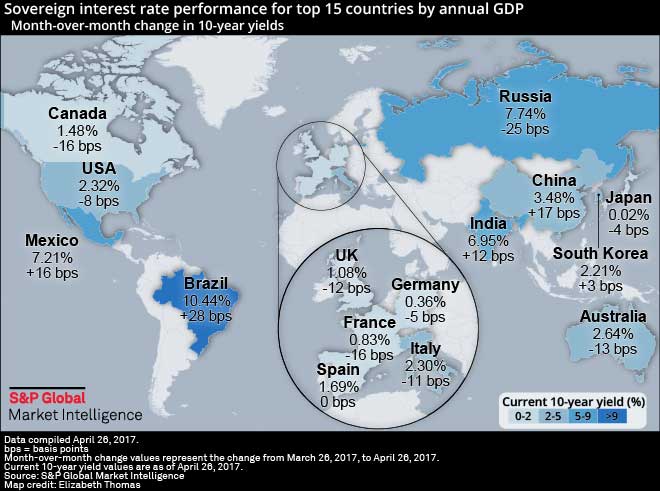 Sovereign interest rate performance for top 15 countries by annual GDP
Month-over-month change in 10-year yields
Canada
1.48%
-16 bps
USA
2.32%
-8 bps
Mexico
7.21%
+16 bps
Brazil
10.44%
+28 bps
Russia
7.74%
-25 bps
China
3.48%
+17 bps
Japan
0.02%
-4 bps
India
6.95%
+12 bps
South Korea
2.21%
+3 bps
Australia
2.64%
-13 bps
UK
1.08%
-12 bps
Germany
0.36%
-5 bps
France
0.83%
-16 bps
Italy
2.30%
-11 bps
Spain
1.69%
0 bps
S&P Global
Market Intelligence
Current 10-year yield (%)
0-2 2-5 5-9 >9
Data compiled April 26, 2017.
bps = basis points
Month-over-month change values represent the change from March 26, 2017, to April 26, 2017.
Current 10-year yield values are as of April 26, 2017.
Source: S&P Global Market Intelligence
Map credit: Elizabeth Thomas